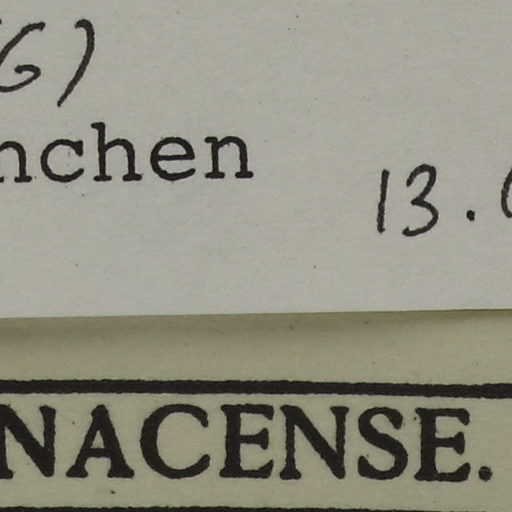 G)
nchen
13.
NACENSE.